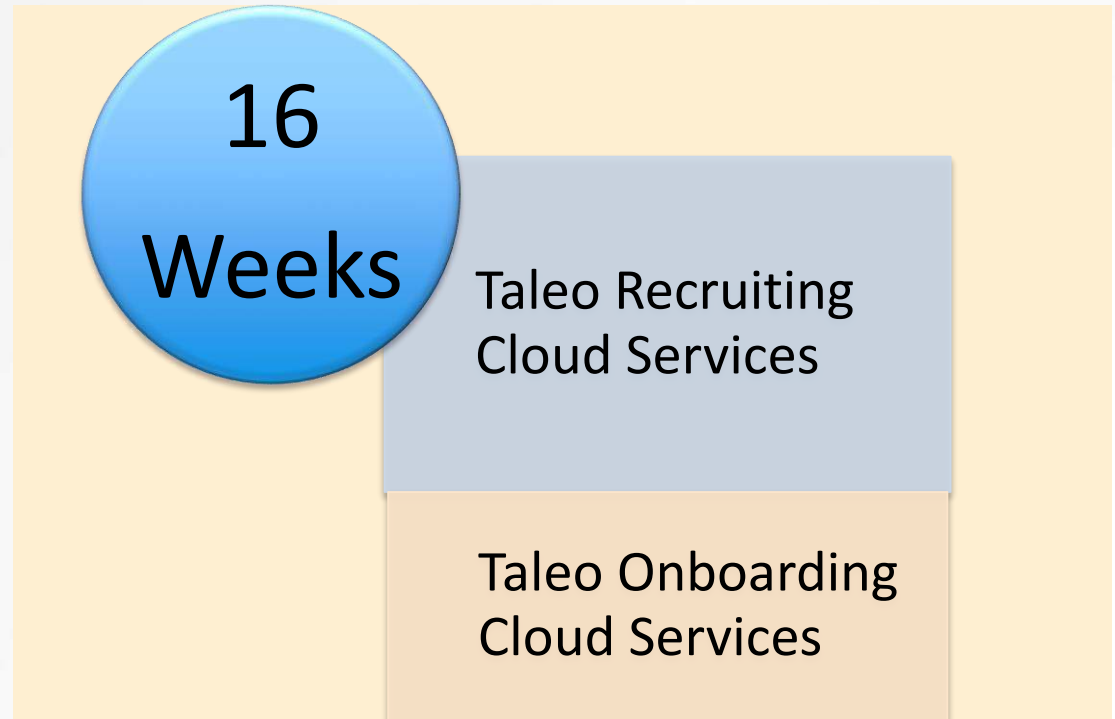 16
Weeks
Taleo Recruiting
Cloud Services
Taleo Onboarding
Cloud Services